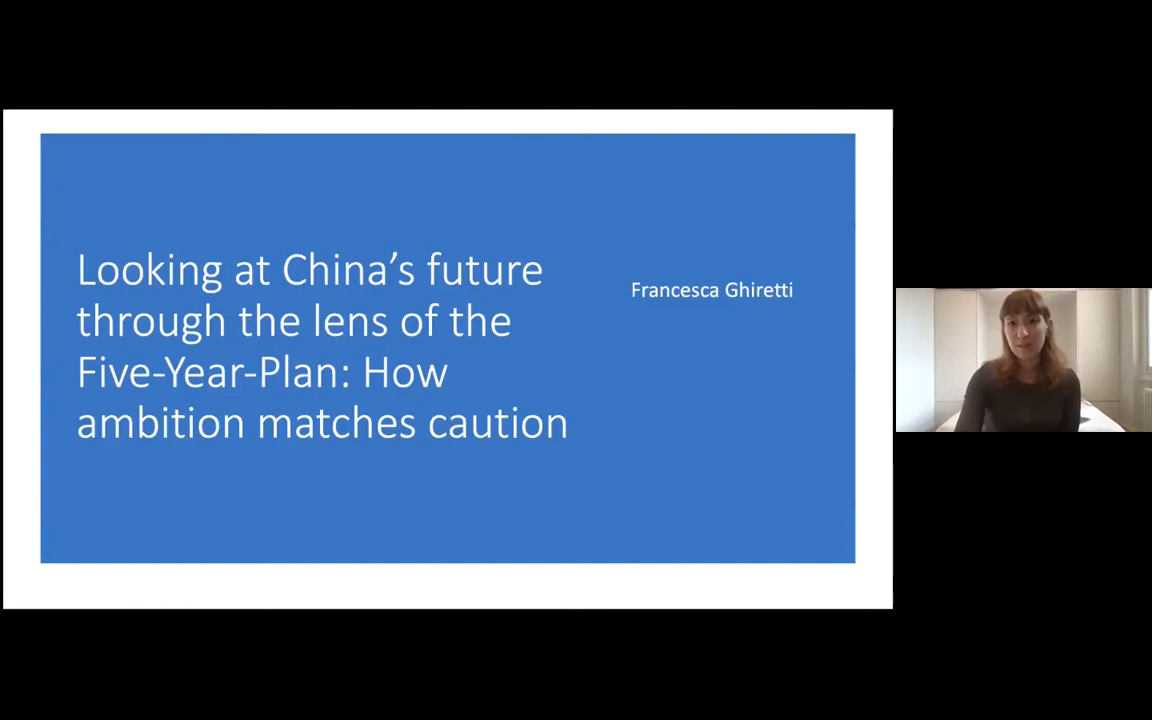 Looking at China’s future
through the lens of the
Five-Year-Plan: How
ambition matches caution
Francesca Ghiretti